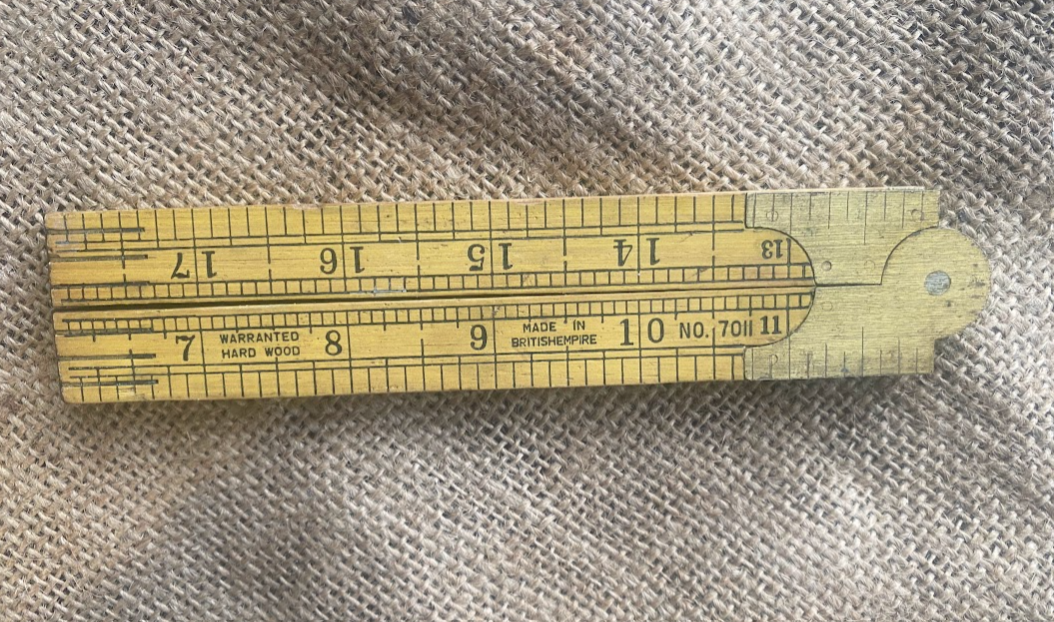 17 16 15 14 13
7 WARRANTED 8 9 MADE IN 10 NO. 7011 11
HARD WOOD BRITISHEMPIRE